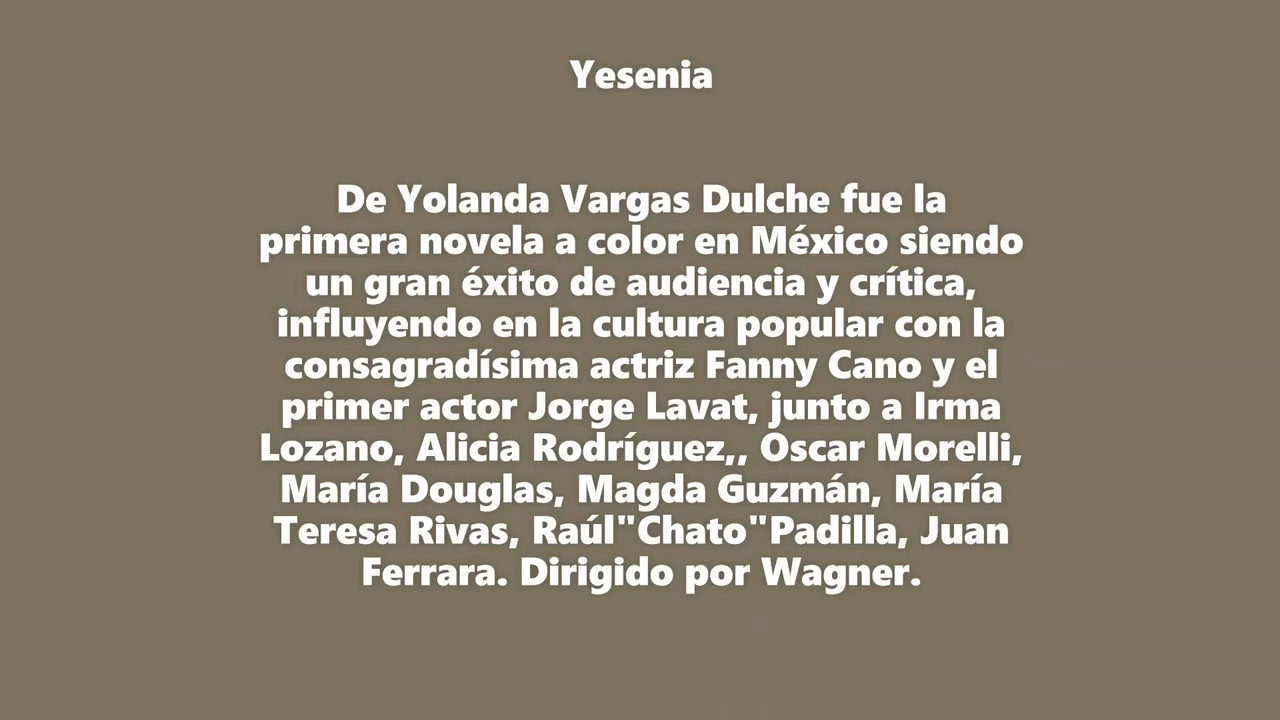 Yesenia
De Yolanda Vargas Dulche fue la
primera novela a color en México siendo
un gran éxito de audiencia y crítica,
influyendo en la cultura popular con la
consagradísima actriz Fanny Cano y el
primer actor Jorge Lavat, junto a Irma
Lozano, Alicia Rodríguez,, Oscar Morelli,
María Douglas, Magda Guzmán, María
Teresa Rivas, Raúl"Chato"Padilla, Juan
Ferrara. Dirigido por Wagner.